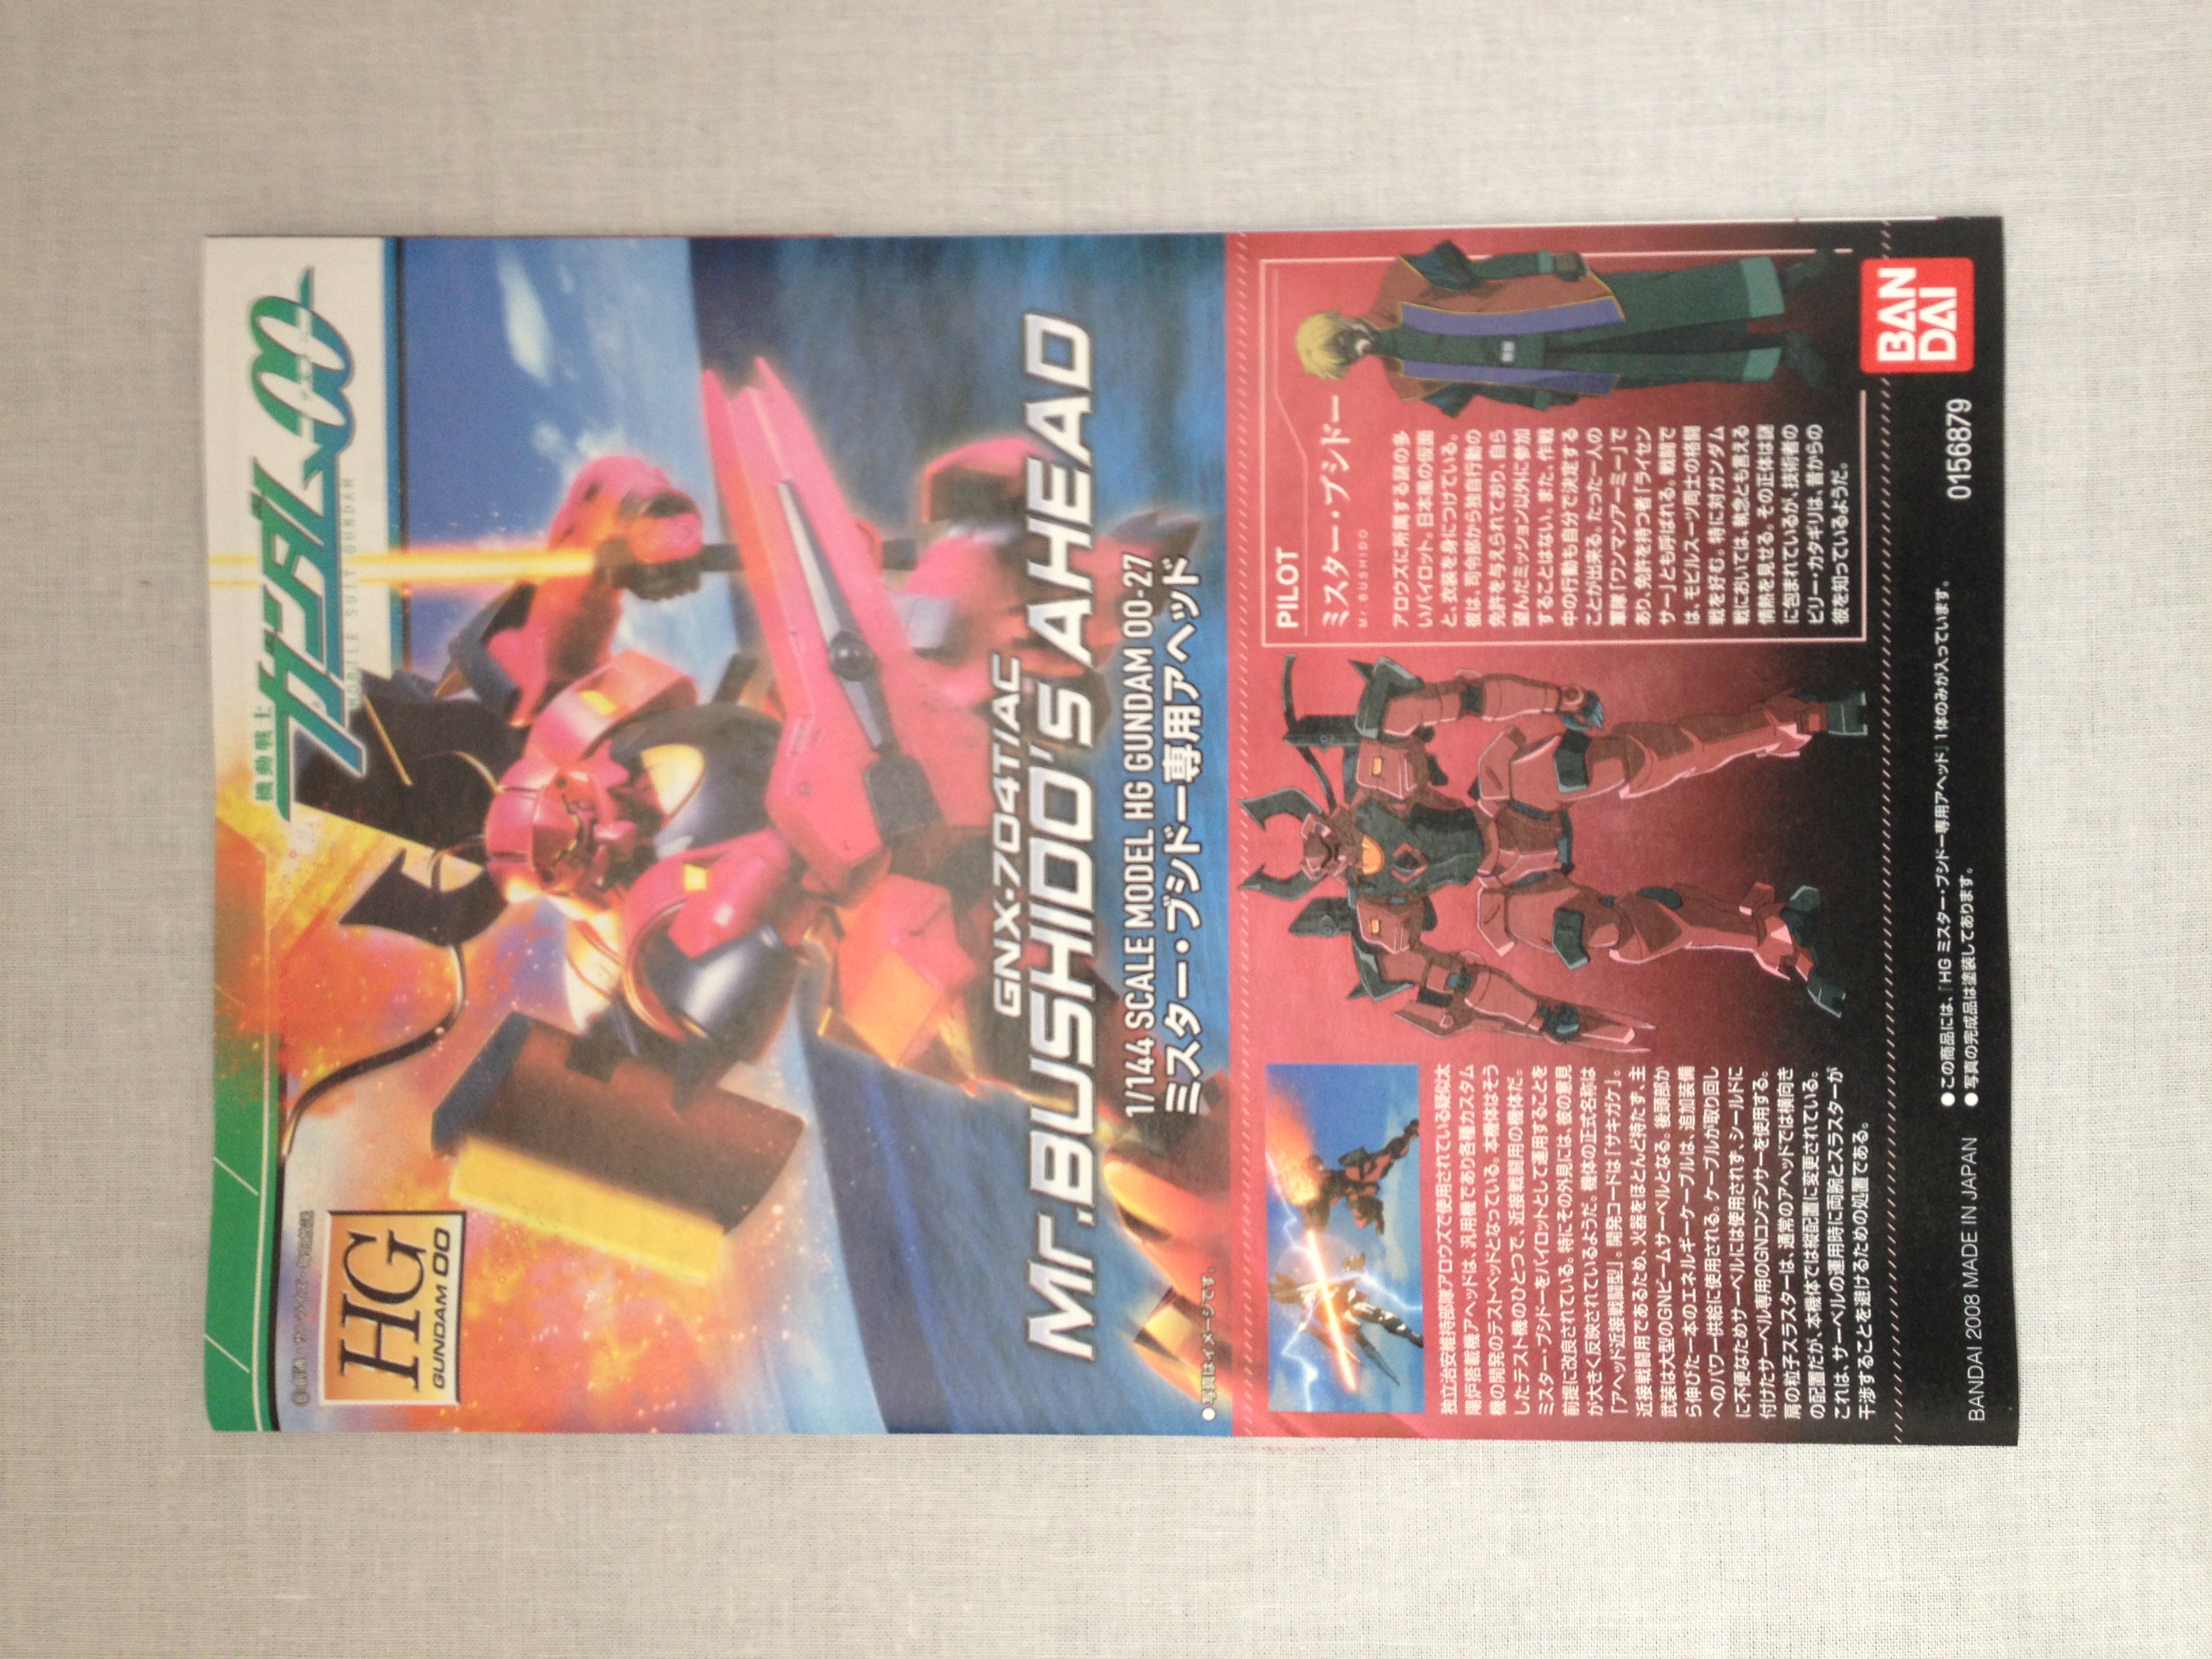 機動戦士
ガンダム00
MOBILE SUIT GUNDAM
©創通・サンライズ・毎日放送
HG
GUNDAM 00
GNX-704T/AC
Mr.BUSHIDO's AHEAD
1/144 SCALE MODEL HG GUNDAM 00-27
ミスター・ブシドー専用アヘッド
●写真はイメージです。
独立治安維持部隊アロウズで使用されている疑似太
陽炉搭載機アヘッドは、汎用機であり各種カスタム
機の開発のテストベッドとなっている。本機体はそう
したテスト機のひとつで、近接戦闘用の機体だ。
ミスター・ブシドーをパイロットとして運用することを
前提に改良されている。特にその外見には、彼の意見
が大きく反映されているようだ。機体の正式名称は
「アヘッド近接戦闘型」。開発コードは「サキガケ」。
近接戦闘用であるため、火器をほとんど持たず、主
武装は大型のGNビームサーベルとなる。後頭部か
ら伸びた一本のエネルギーケーブルは、追加装備
へのパワー供給に使用される。ケーブルが取り回し
に不便なためサーベルには使用されず、シールドに
付けたサーベル専用のGNコンデンサーを使用する。
肩の粒子スラスターは、通常のアヘッドでは横向き
の配置だが、本機体では縦配置に変更されている。
これは、サーベルの運用時に両腕とスラスターが
干渉することを避けるための処置である。
PILOT
ミスター・ブシドー
Mr.BUSHIDO
アロウズに所属する謎の多
いパイロット。日本風の仮面
と、衣装を身につけている。
彼は、司令部から独自行動の
免許を与えられており、自ら
望んだミッション以外に参加
することはない。また、作戦
中の行動も自分で決定する
ことが出来る。たった一人の
軍隊「ワンマンアーミー」で
あり、免許を持つ者「ライセン
サー」とも呼ばれる。戦闘で
は、モビルスーツ同士の格闘
戦を好む。特に対ガンダム
戦においては、執念とも言える
情熱を見せる。その正体は謎
に包まれているが、技術者の
ビリー・カタギリは、昔からの
彼を知っているようだ。
BANDAI 2008 MADE IN JAPAN
●この商品には、「HG ミスター・ブシドー専用アヘッド」1体のみが入っています。
●写真の完成品は塗装してあります。
0156879
BAN
DAI